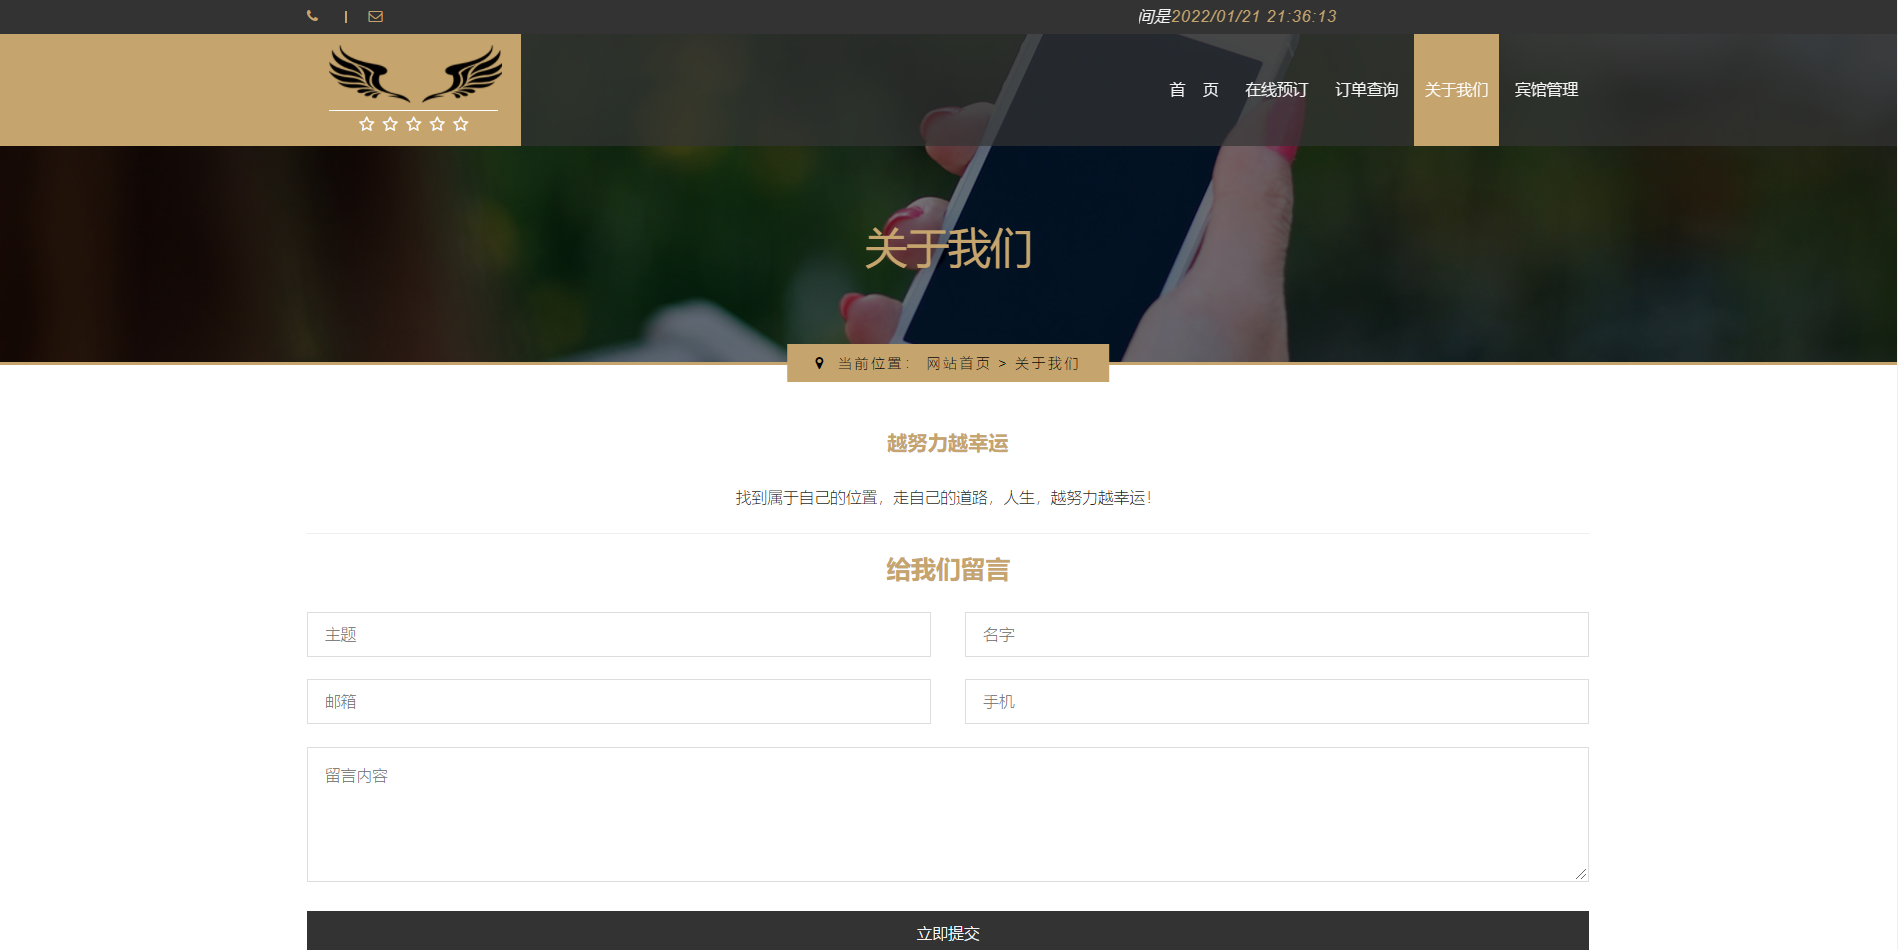 间是2022/01/21 21:36:13
首 页 在线预订 订单查询 关于我们 宾馆管理
关于我们
当前位置： 网站首页 > 关于我们
越努力越幸运
找到属于自己的位置，走自己的道路，人生，越努力越幸运！
给我们留言
主题
名字
邮箱
手机
留言内容
立即提交